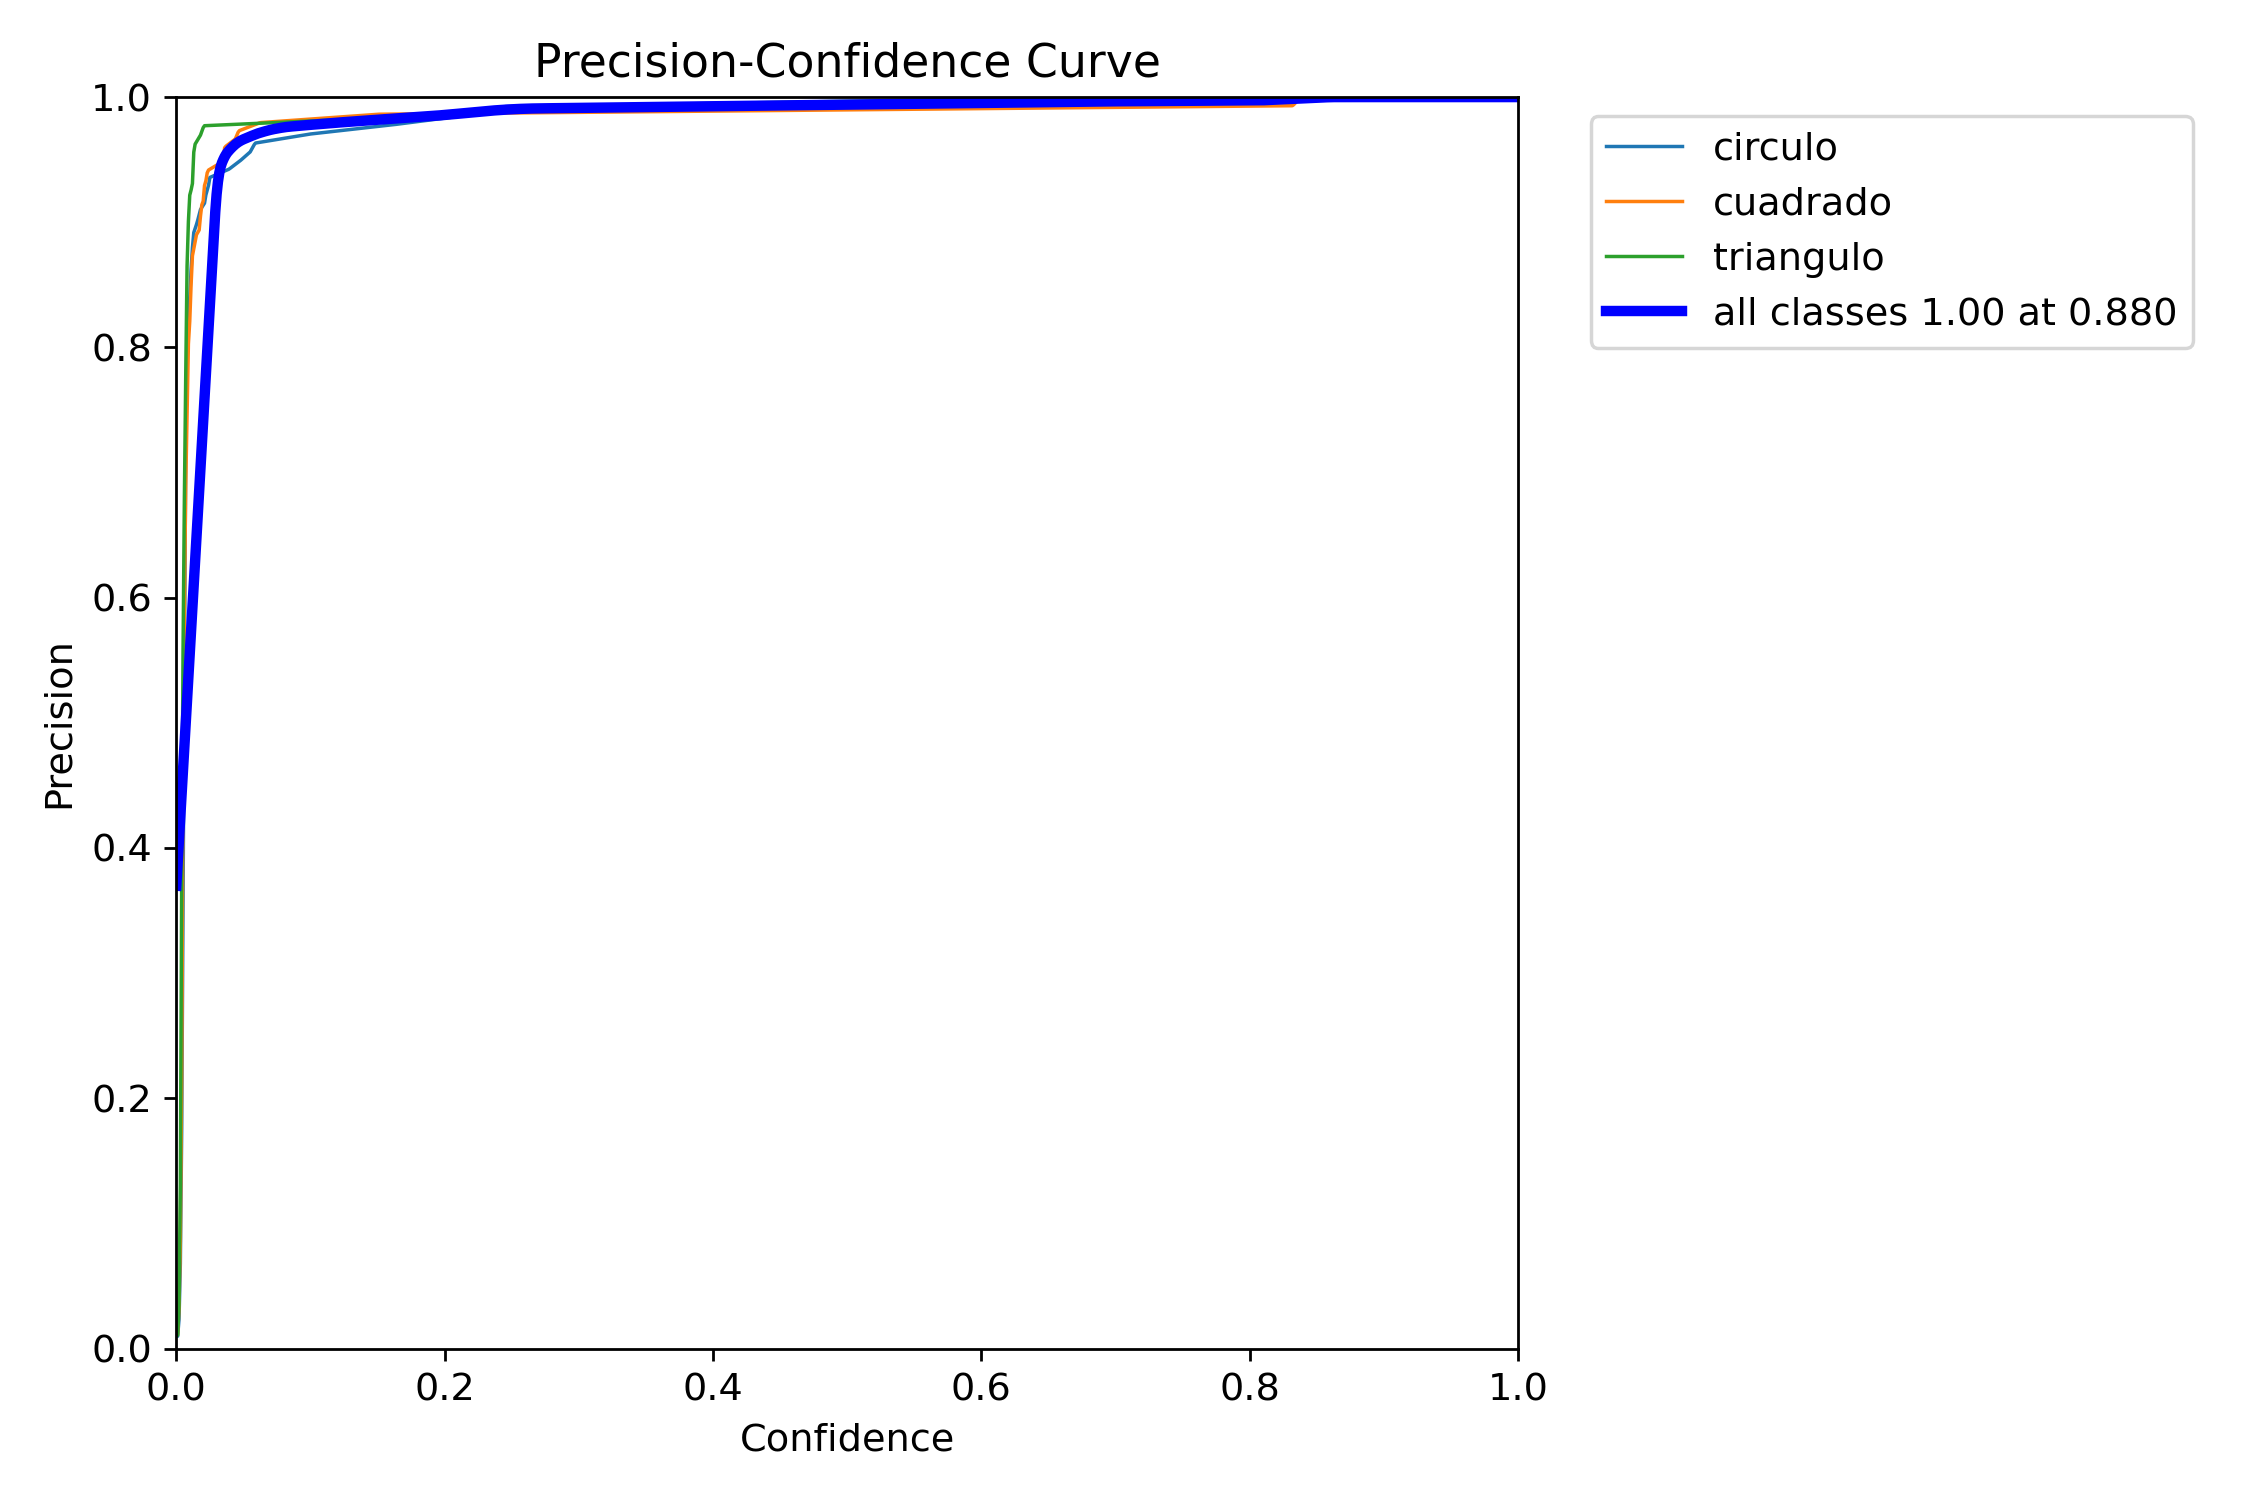 Precision-Confidence Curve
1.0
0.8
0.6
0.4
0.2
0.0
Precision
0.0 0.2 0.4 0.6 0.8 1.0
Confidence
circulo
cuadrado
triangulo
all classes 1.00 at 0.880